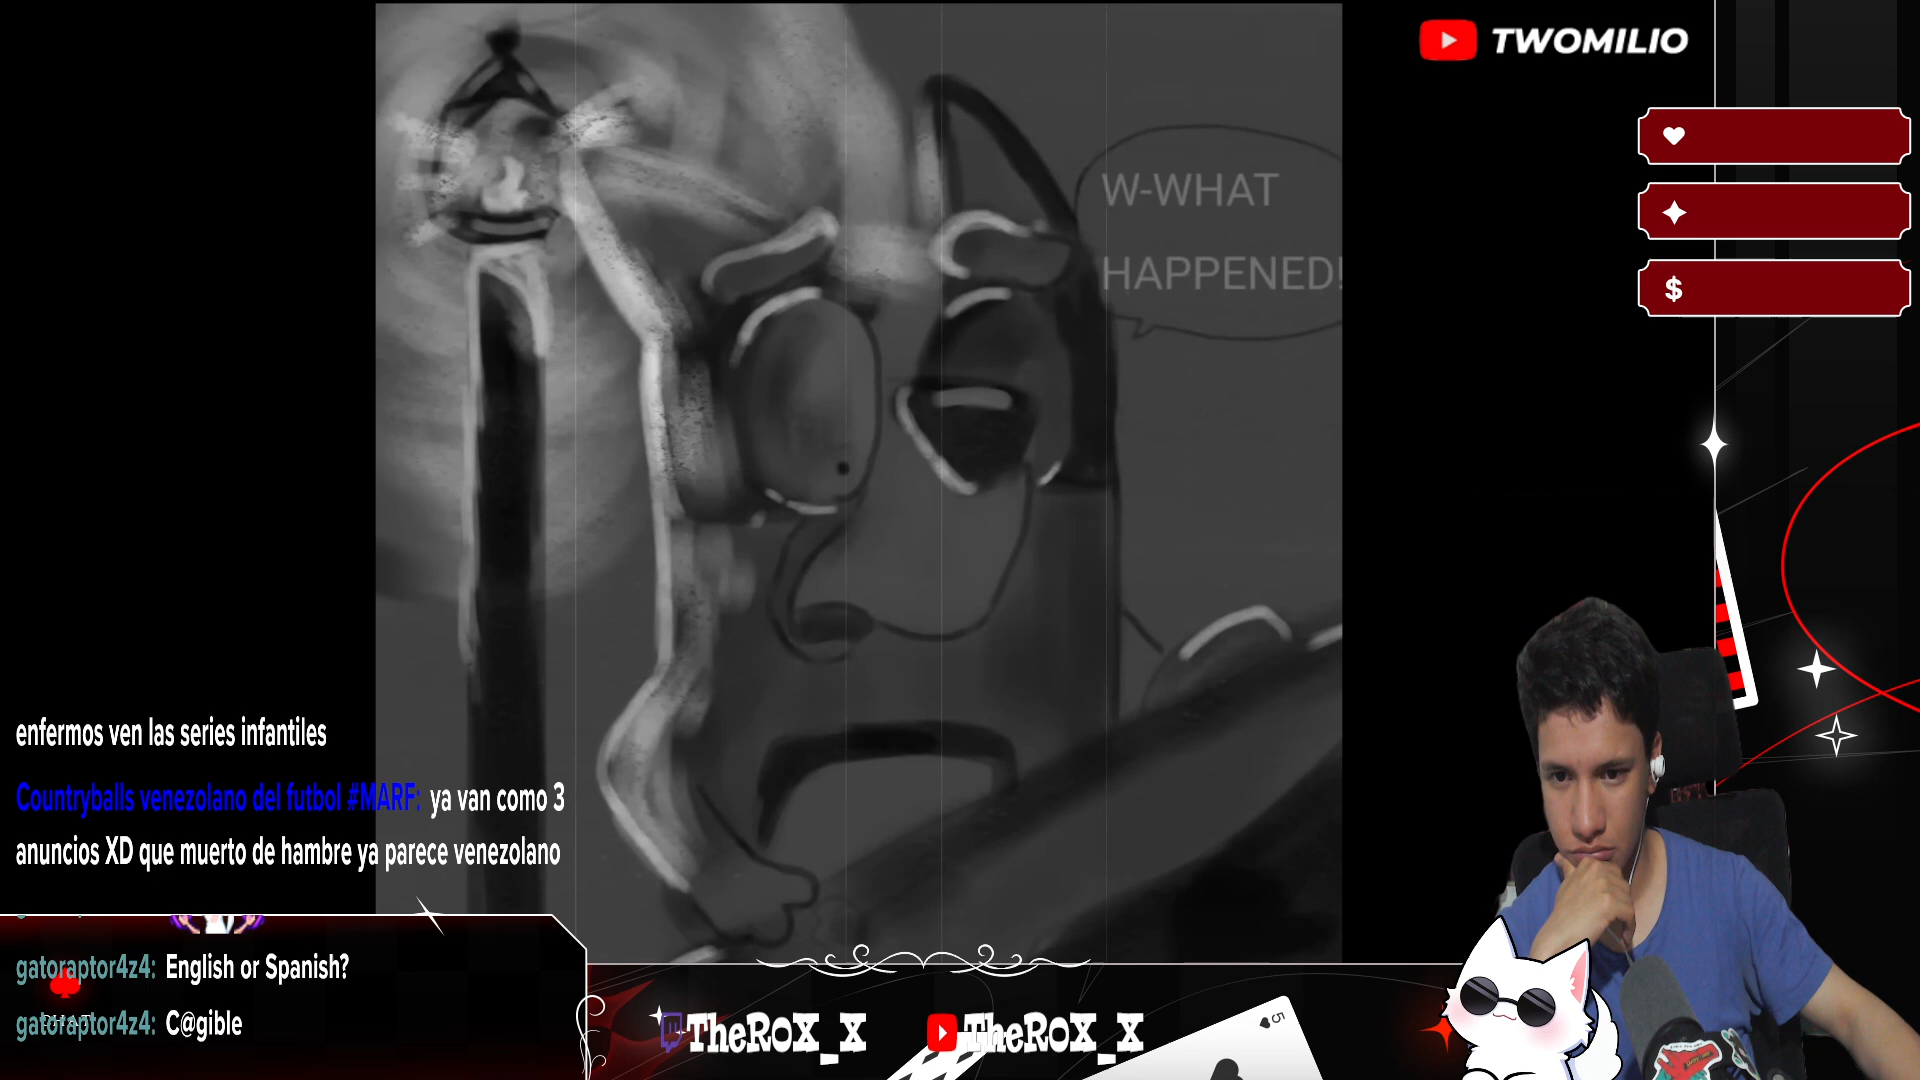 TWOMILIO
W-WHAT
HAPPENED!
$
enfermos ven las series infantiles
Countryballs venezolano del futbol #MARF: ya van como 3
anuncios XD que muerto de hambre ya parece venezolano
gatoraptor4z4: English or Spanish?
gatoraptor4z4: C@gible
TheRoX_X
TheRoX_X
5